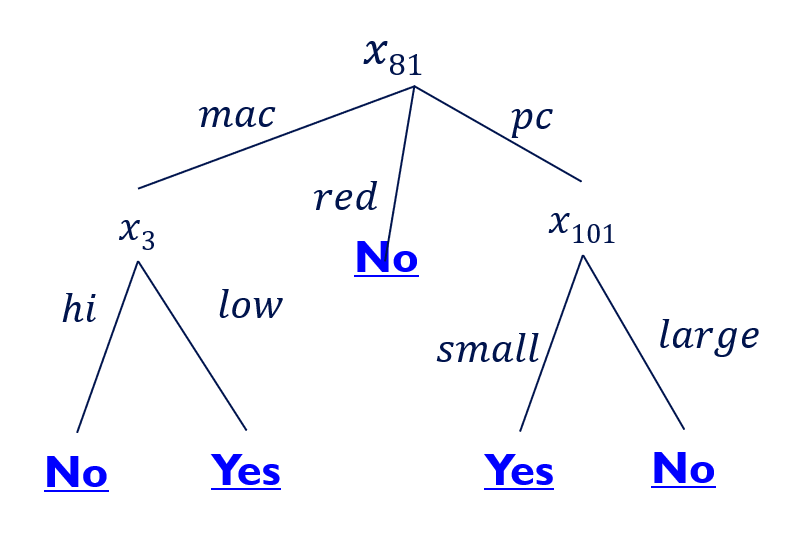 x₈₁
mac
pc
red
x₃
No
x₁₀₁
hi
low
small
large
No
Yes
Yes
No